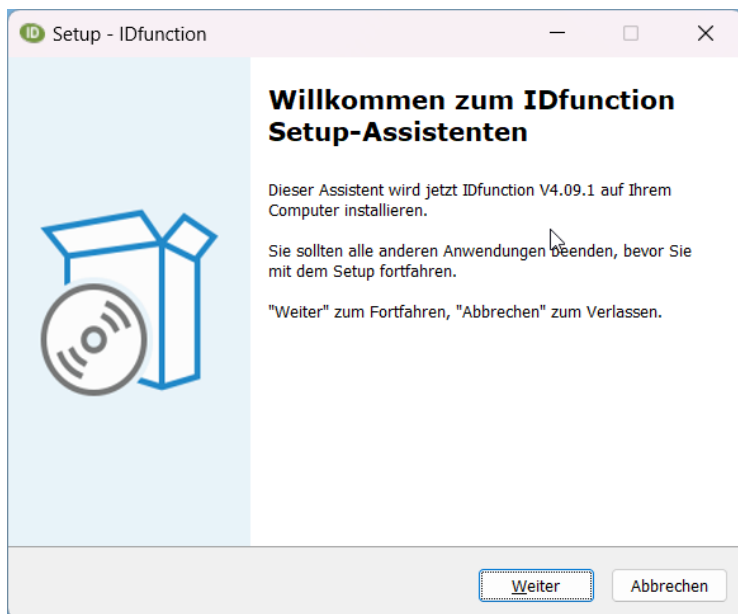 ID Setup - IDfunction
Willkommen zum IDfunction
Setup-Assistenten
Dieser Assistent wird jetzt IDfunction V4.09.1 auf Ihrem
Computer installieren.
Sie sollten alle anderen Anwendungen beenden, bevor Sie
mit dem Setup fortfahren.
"Weiter" zum Fortfahren, "Abbrechen" zum Verlassen.
Weiter Abbrechen